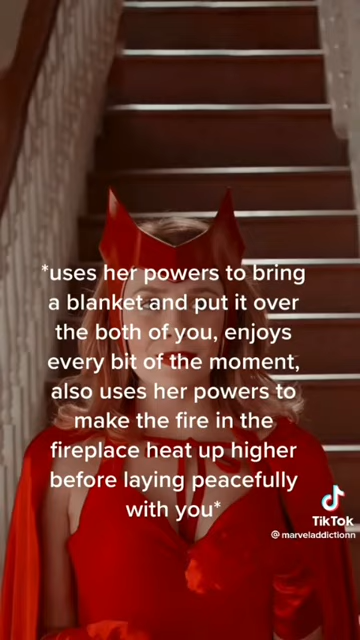 *uses her powers to bring
a blanket and put it over
the both of you, enjoys
every bit of the moment,
also uses her powers to
make the fire in the
fireplace heat up higher
before laying peacefully
with you*
TikTok
@marveladdictionn